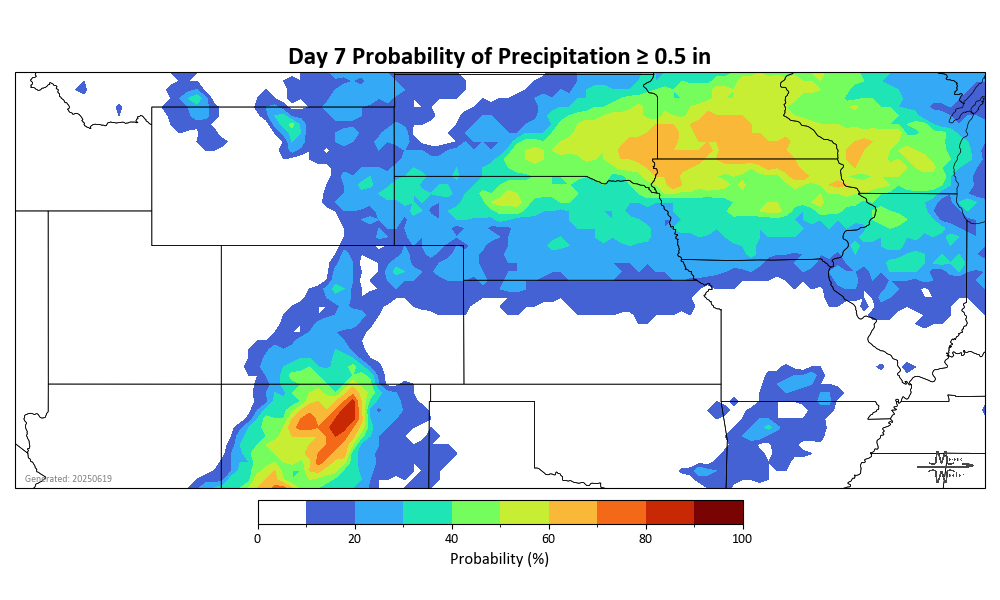 Day 7 Probability of Precipitation ≥ 0.5 in
Generated: 20250619
0 20 40 60 80 100
Probability (%)